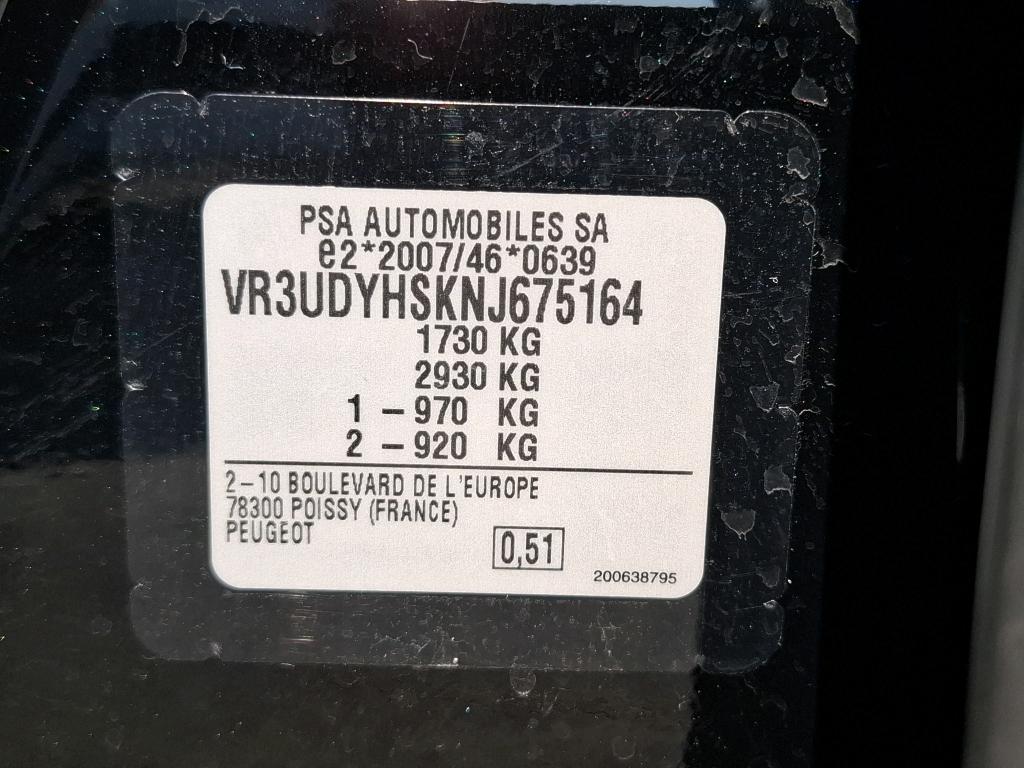 PSA AUTOMOBILES SA
e2*2007/46*0639
VR3UDYHSKNJ675164
1730 KG
2930 KG
1 – 970 KG
2 – 920 KG
2 – 10 BOULEVARD DE L'EUROPE
78300 POISSY (FRANCE)
PEUGEOT
0,51
200638795